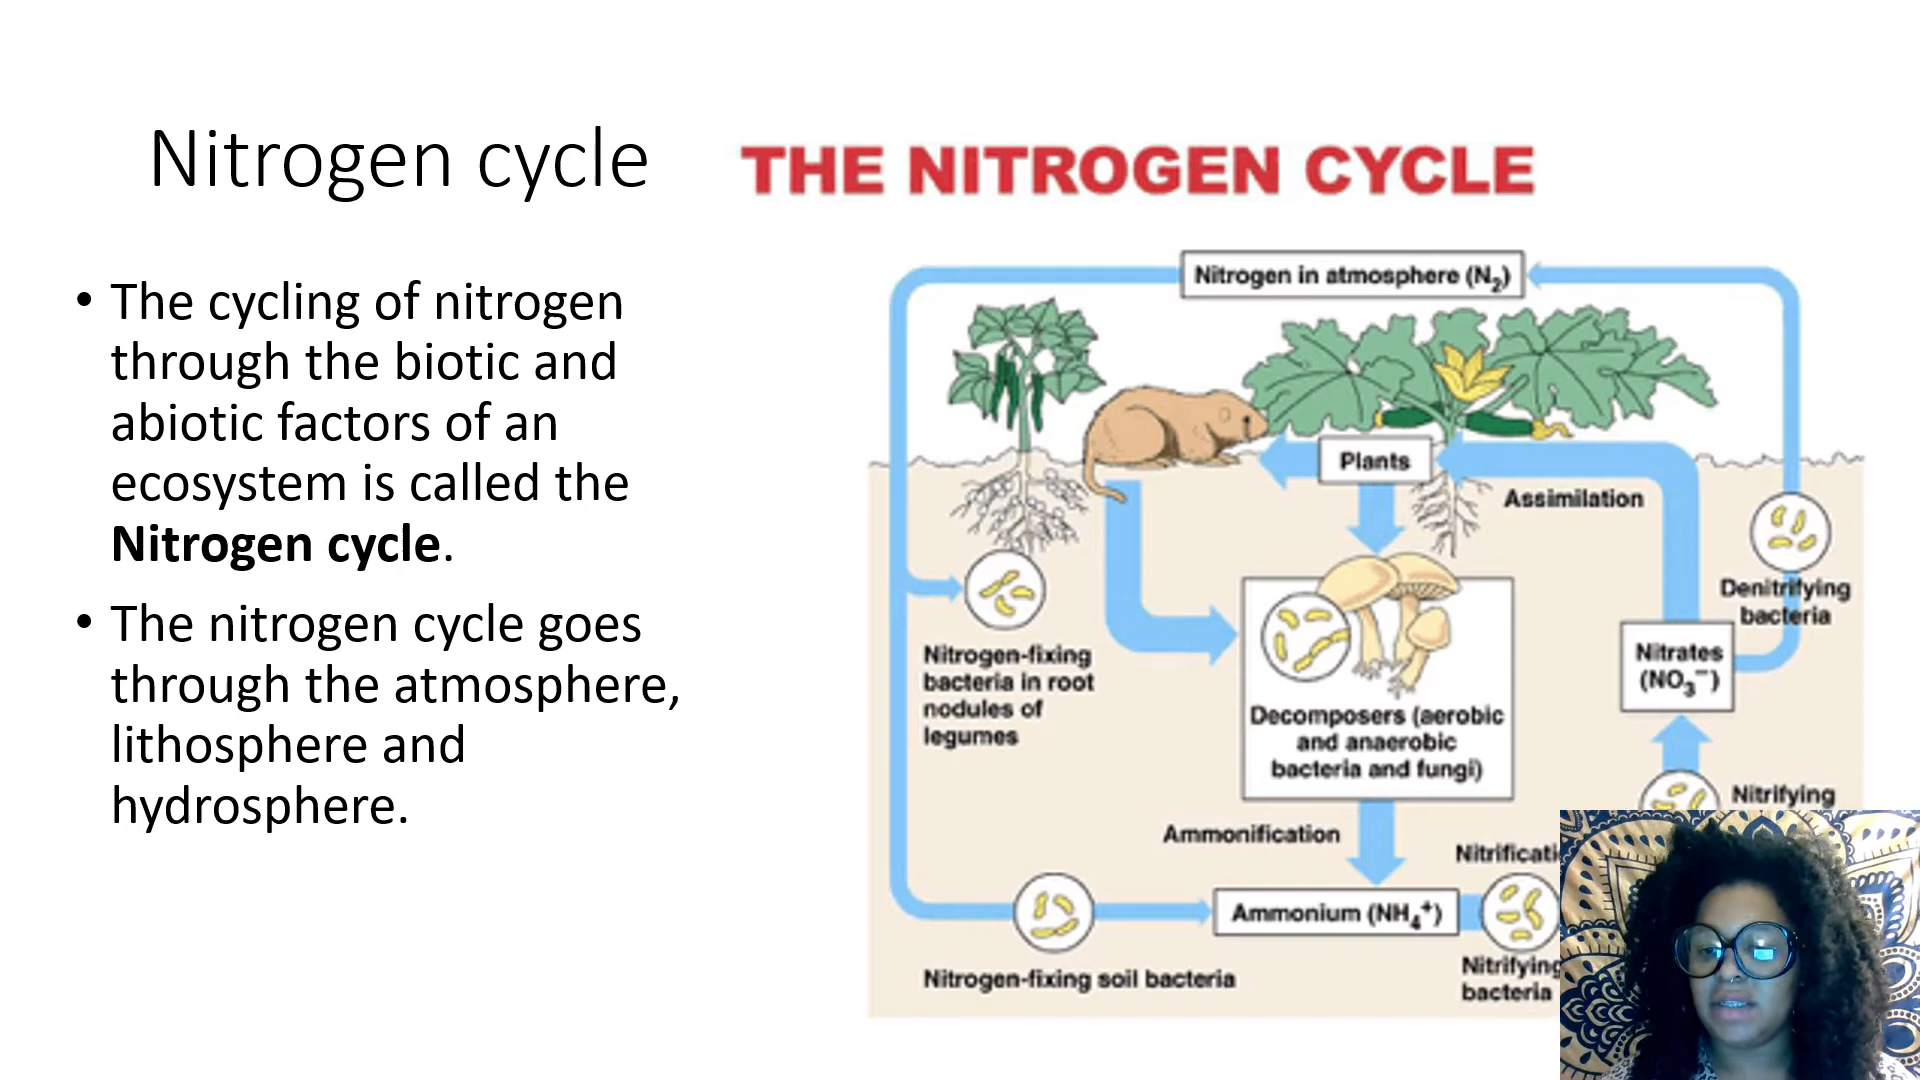 Nitrogen cycle
• The cycling of nitrogen
through the biotic and
abiotic factors of an
ecosystem is called the
Nitrogen cycle.
• The nitrogen cycle goes
through the atmosphere,
lithosphere and
hydrosphere.
THE NITROGEN CYCLE
Nitrogen in atmosphere (N₂)
Plants
Assimilation
Denitrifying
bacteria
Nitrogen-fixing
bacteria in root
nodules of
legumes
Decomposers (aerobic
and anaerobic
bacteria and fungi)
Nitrates
(NO₃⁻)
Nitrifying
Ammonification
Nitrificati
Ammonium (NH₄⁺)
Nitrogen-fixing soil bacteria
Nitrifying
bacteria